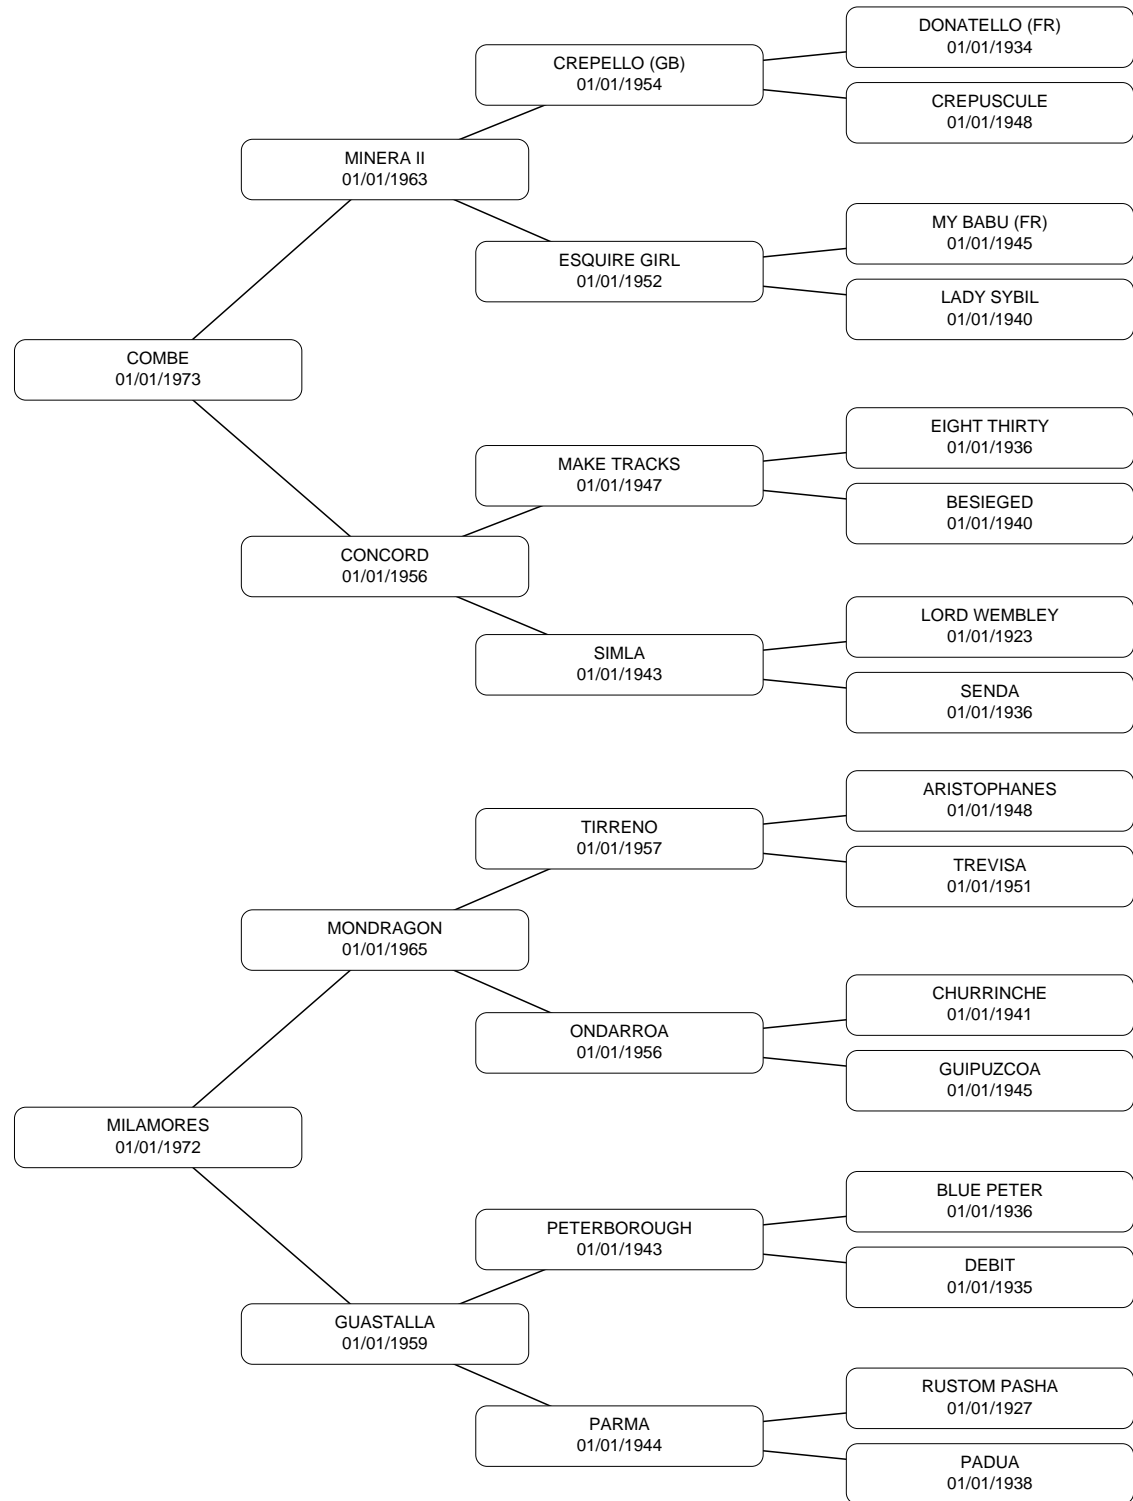 DONATELLO (FR)
01/01/1934
CREPELLO (GB)
01/01/1954
CREPUSCULE
01/01/1948
MINERA II
01/01/1963
MY BABU (FR)
01/01/1945
ESQUIRE GIRL
01/01/1952
LADY SYBIL
01/01/1940
COMBE
01/01/1973
EIGHT THIRTY
01/01/1936
MAKE TRACKS
01/01/1947
BESIEGED
01/01/1940
CONCORD
01/01/1956
LORD WEMBLEY
01/01/1923
SIMLA
01/01/1943
SENDA
01/01/1936
ARISTOPHANES
01/01/1948
TIRRENO
01/01/1957
TREVISA
01/01/1951
MONDRAGON
01/01/1965
CHURRINCHE
01/01/1941
ONDARROA
01/01/1956
GUIPUZCOA
01/01/1945
MILAMORES
01/01/1972
BLUE PETER
01/01/1936
PETERBOROUGH
01/01/1943
DEBIT
01/01/1935
GUASTALLA
01/01/1959
RUSTOM PASHA
01/01/1927
PARMA
01/01/1944
PADUA
01/01/1938